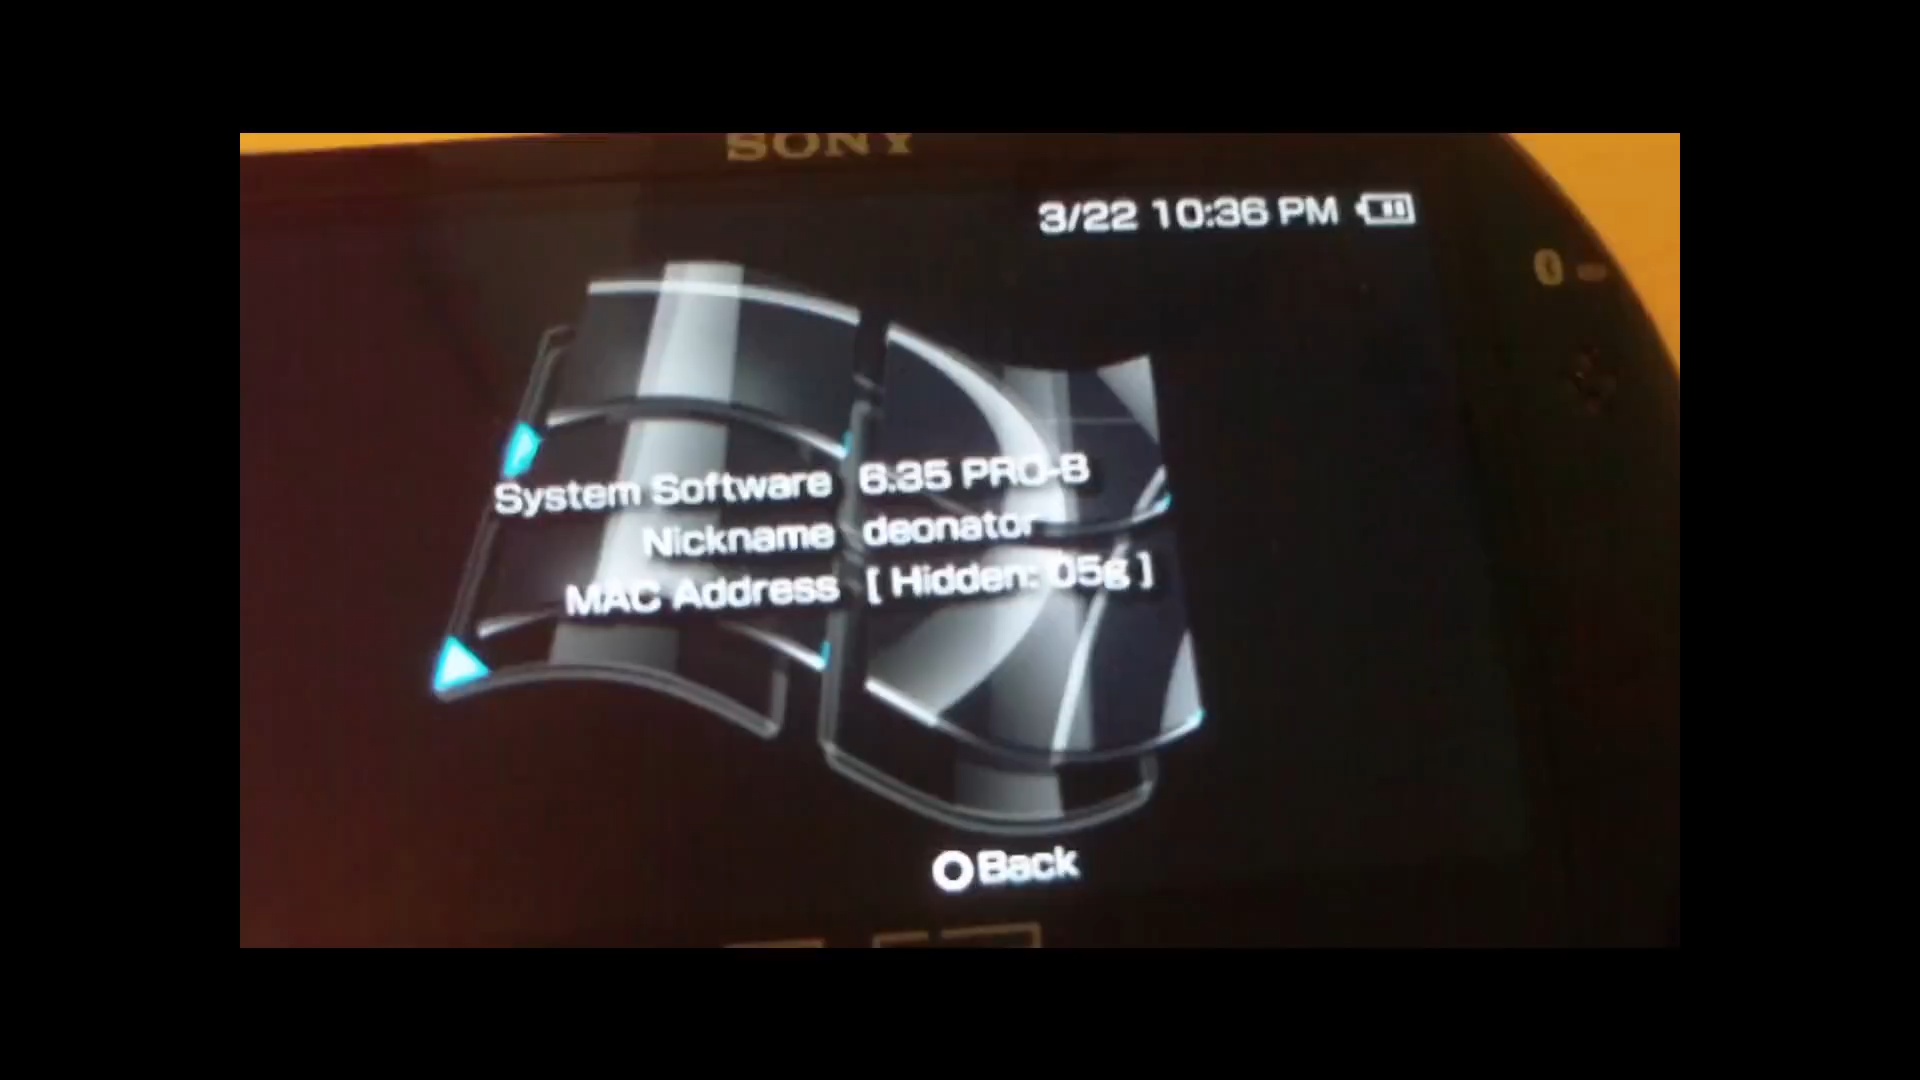 SONY
3/22 10:36 PM
System Software 6.35 PRO-B
Nickname deonator
MAC Address [ Hidden: 05g ]
Back